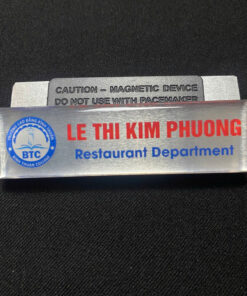 CAUTION - MAGNETIC DEVICE
DO NOT USE WITH PACEMAKER
LE THI KIM PHUONG
BTC
Restaurant Department